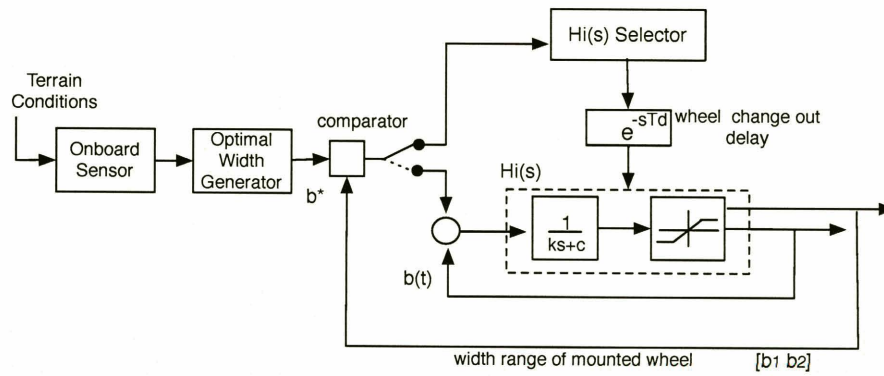 Hi(s) Selector
Terrain
Conditions
comparator
e-sTd
wheel change out
delay
Onboard
Sensor
Optimal
Width
Generator
b*
Hi(s)
1
ks+c
b(t)
width range of mounted wheel [b1 b2]